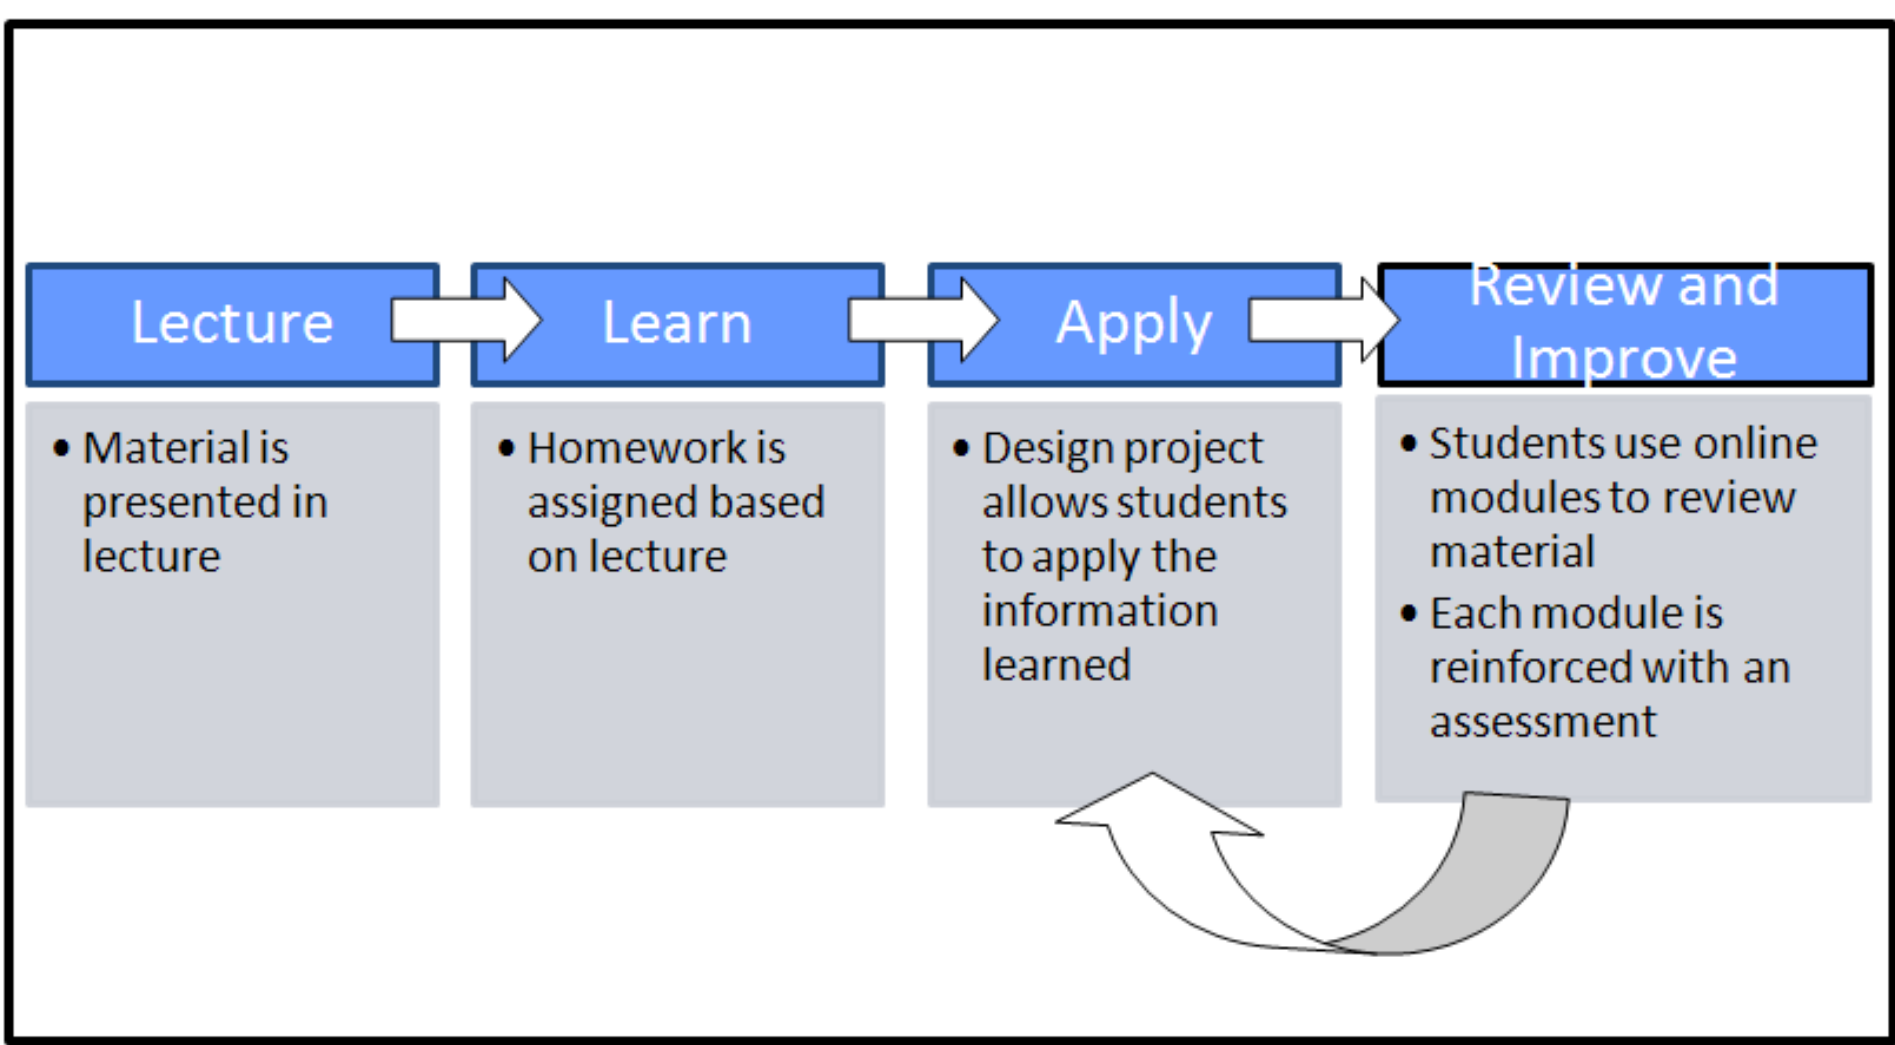 Lecture
• Material is
presented in
lecture
Learn
• Homework is
assigned based
on lecture
Apply
• Design project
allows students
to apply the
information
learned
Review and
Improve
• Students use online
modules to review
material
• Each module is
reinforced with an
assessment